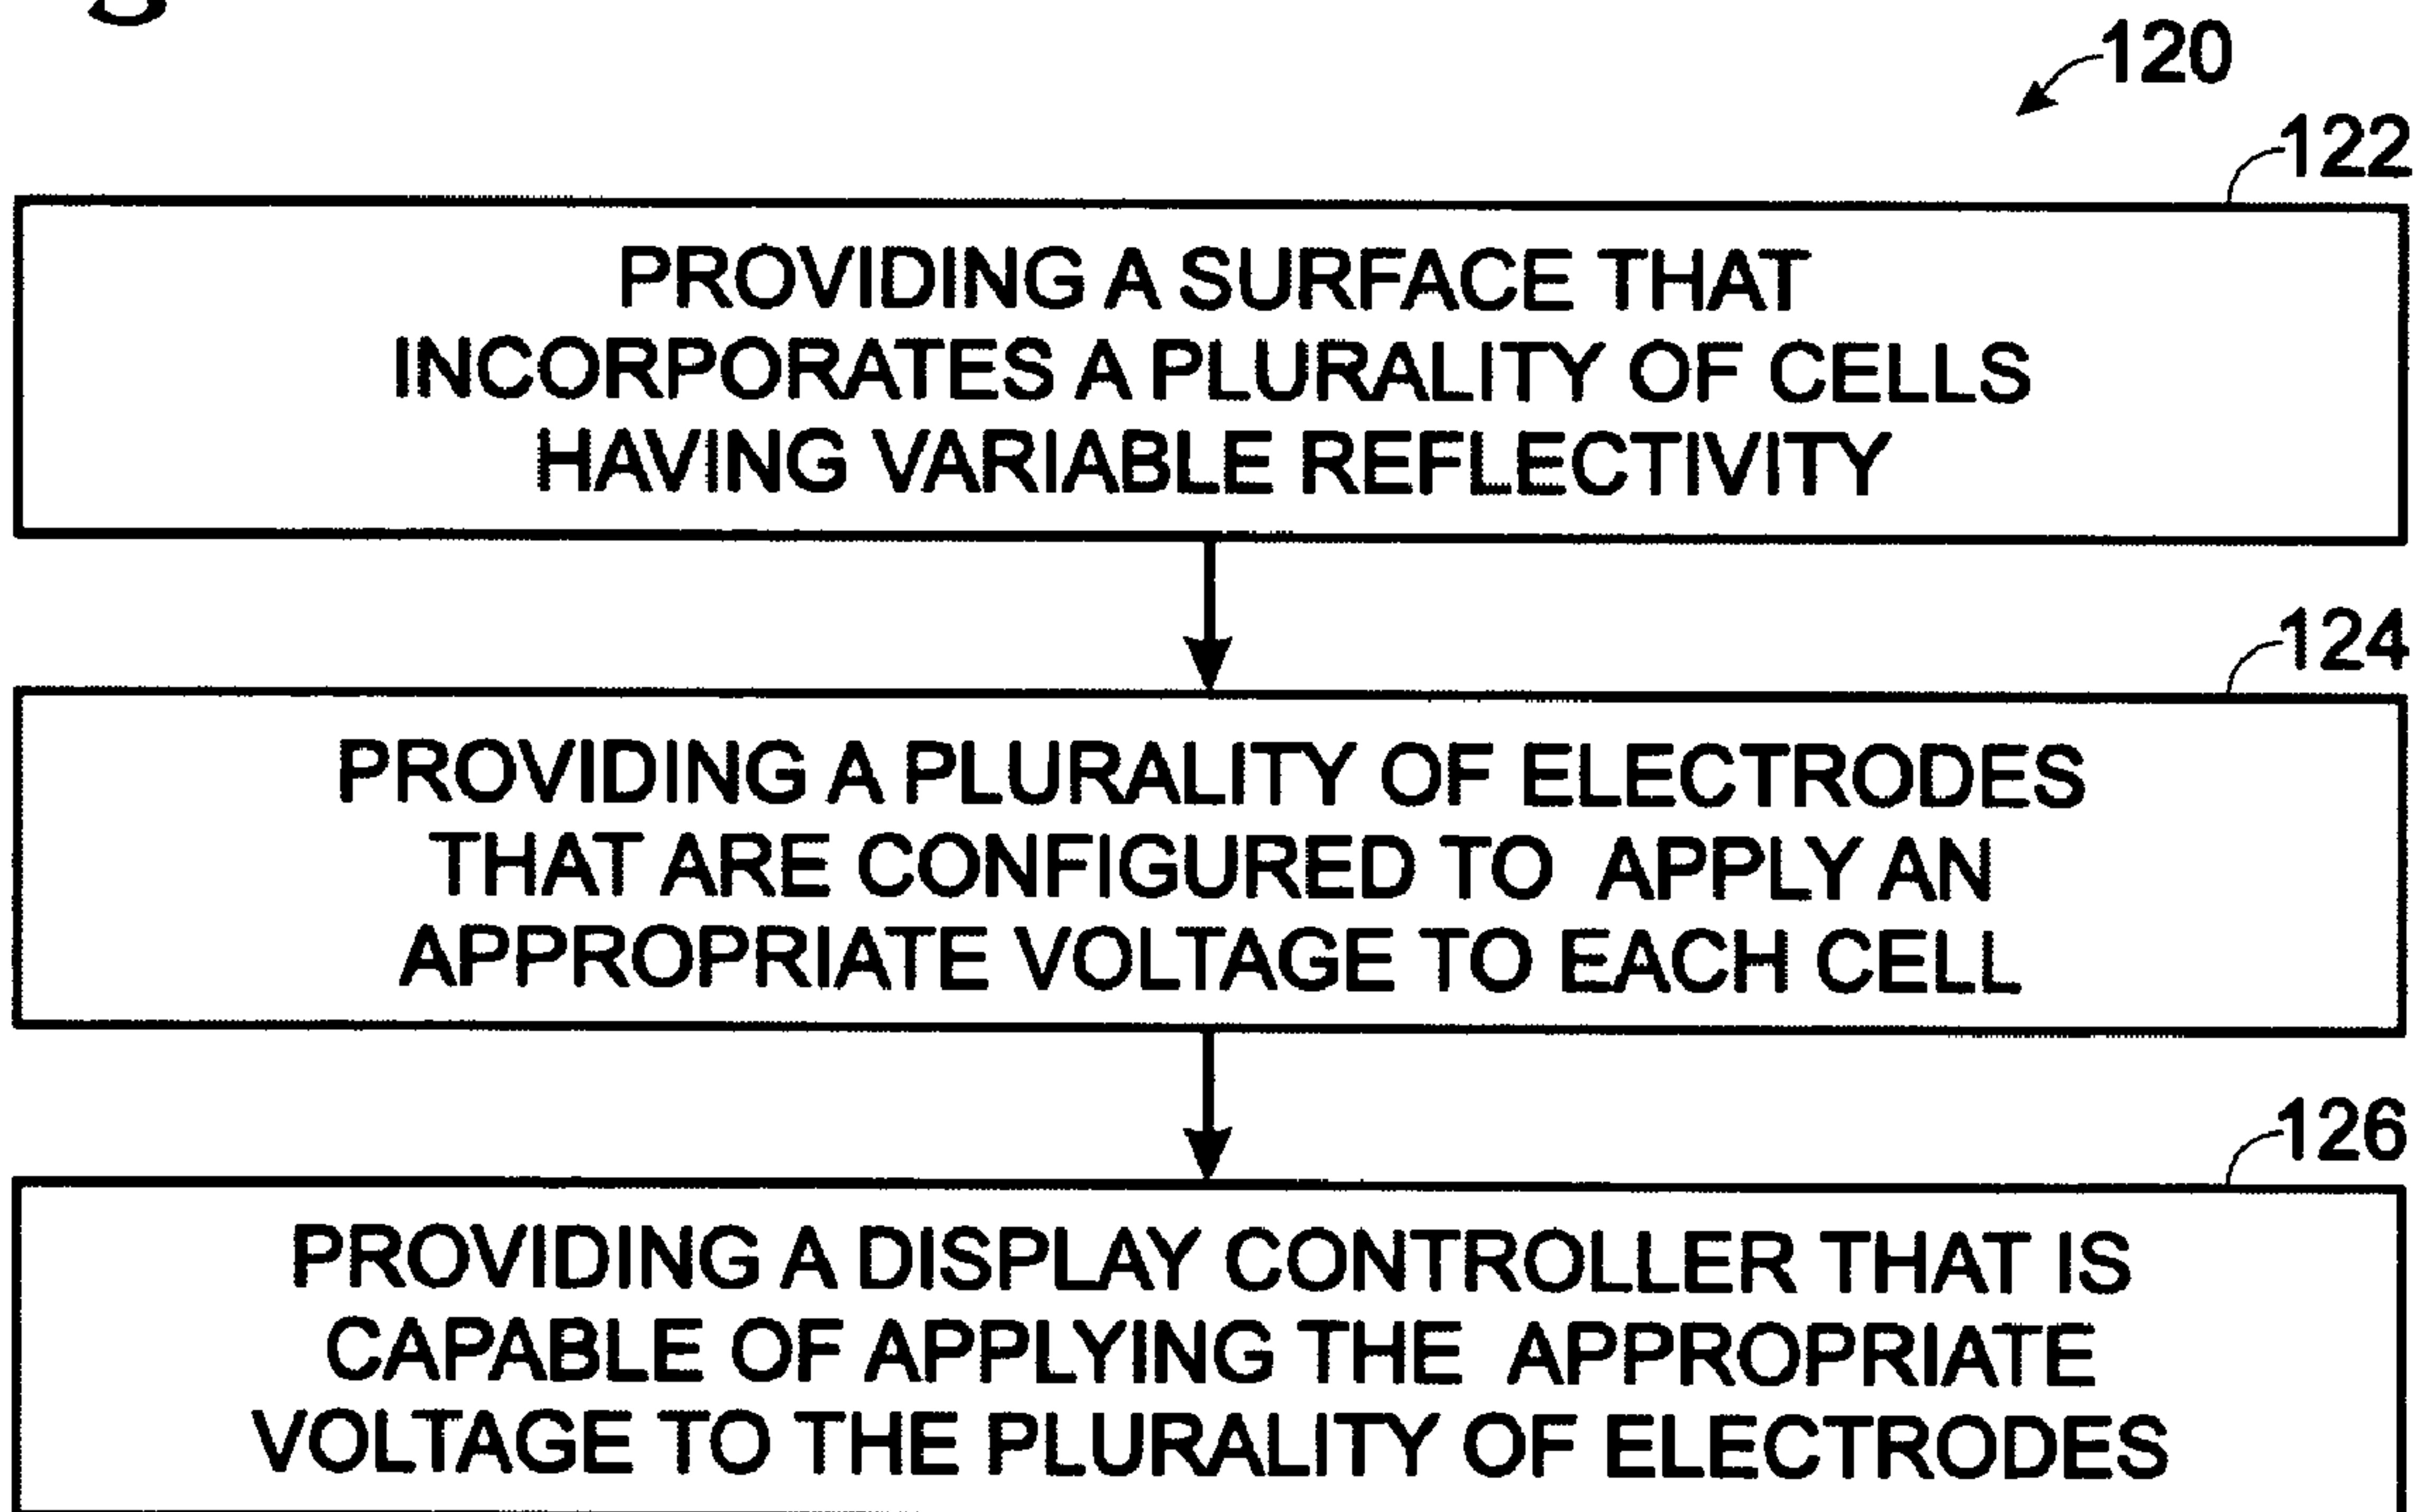 120
122
PROVIDING A SURFACE THAT
INCORPORATES A PLURALITY OF CELLS
HAVING VARIABLE REFLECTIVITY
124
PROVIDING A PLURALITY OF ELECTRODES
THAT ARE CONFIGURED TO APPLY AN
APPROPRIATE VOLTAGE TO EACH CELL
126
PROVIDING A DISPLAY CONTROLLER THAT IS
CAPABLE OF APPLYING THE APPROPRIATE
VOLTAGE TO THE PLURALITY OF ELECTRODES